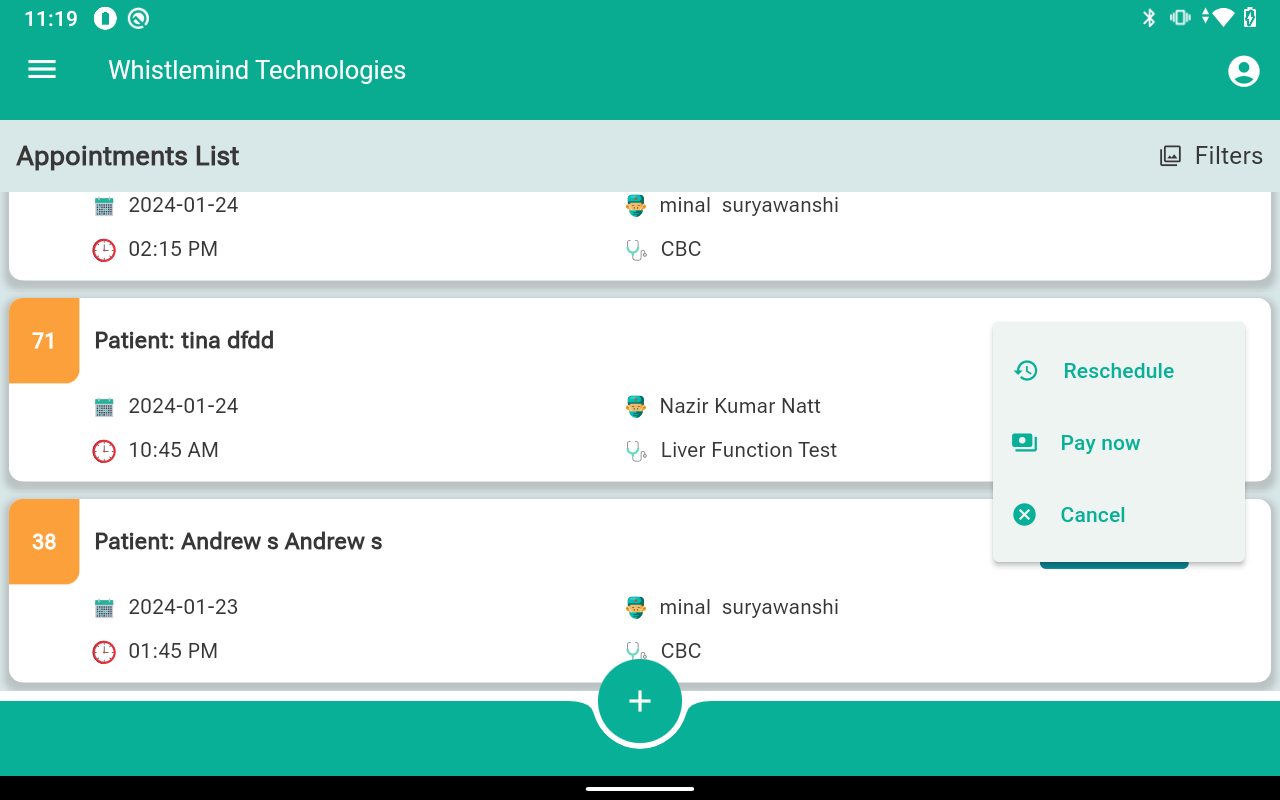 11:19
Whistlemind Technologies
Appointments List
Filters
2024-01-24
minal suryawanshi
02:15 PM
CBC
71
Patient: tina dfdd
2024-01-24
Nazir Kumar Natt
10:45 AM
Liver Function Test
Reschedule
Pay now
Cancel
38
Patient: Andrew s Andrew s
2024-01-23
minal suryawanshi
01:45 PM
CBC